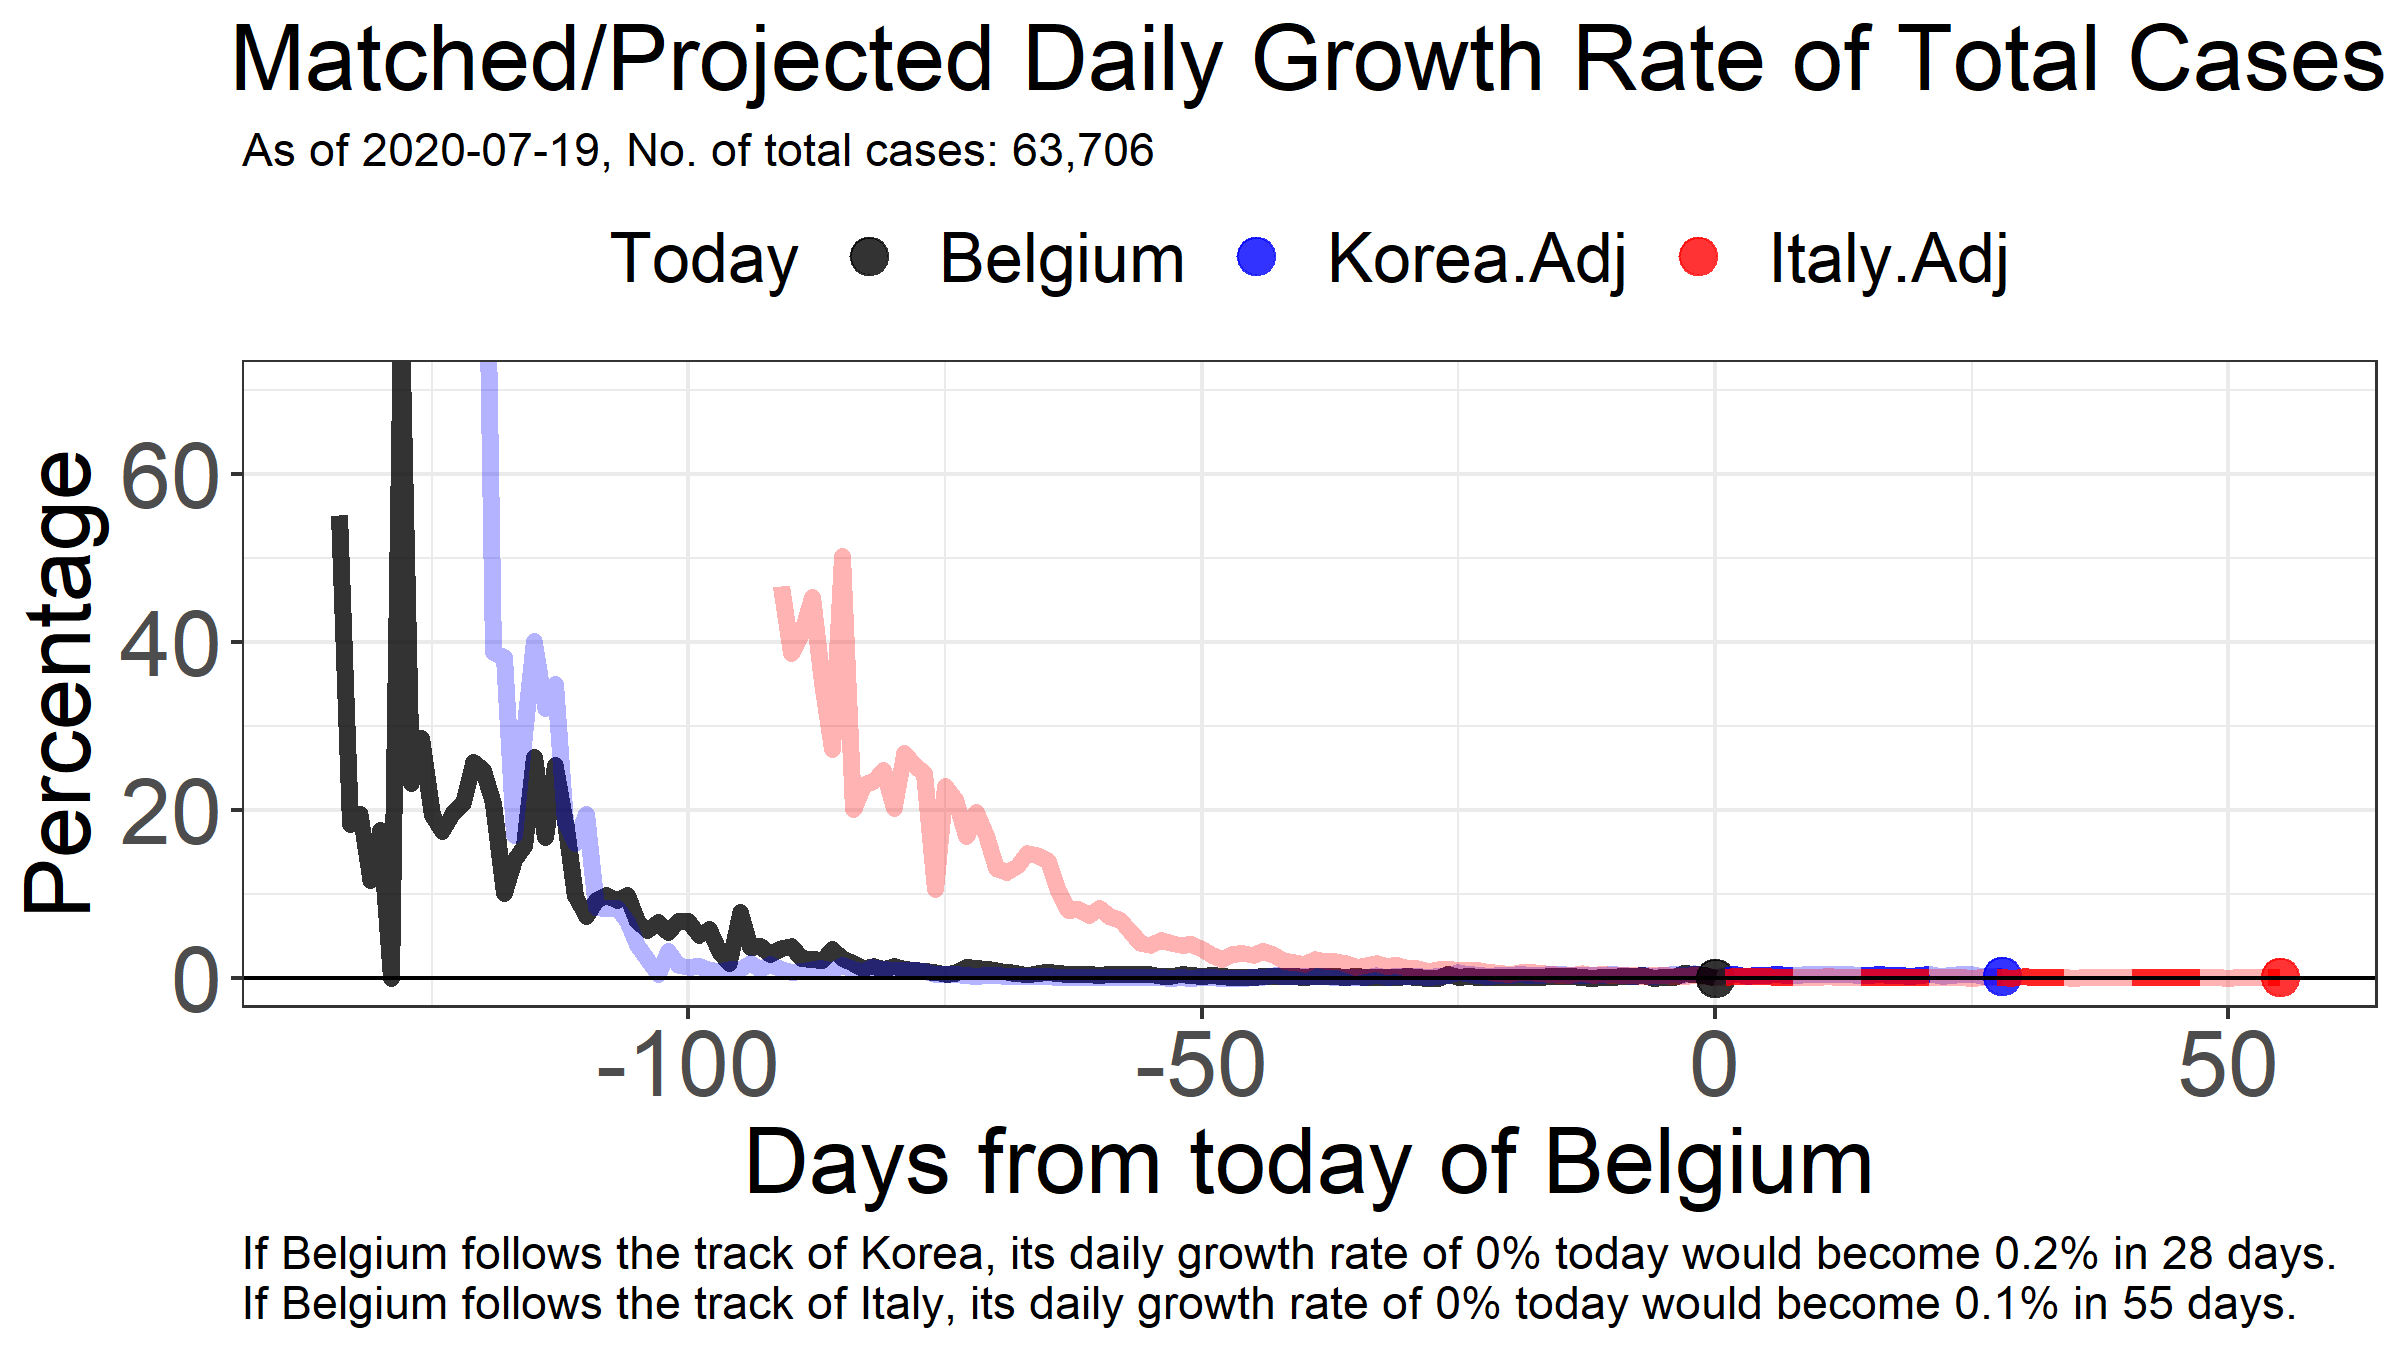 Matched/Projected Daily Growth Rate of Total Cases
As of 2020-07-19, No. of total cases: 63,706
Today Belgium Korea.Adj Italy.Adj
Percentage
60
40
20
0
-100 -50 0 50
Days from today of Belgium
If Belgium follows the track of Korea, its daily growth rate of 0% today would become 0.2% in 28 days.
If Belgium follows the track of Italy, its daily growth rate of 0% today would become 0.1% in 55 days.